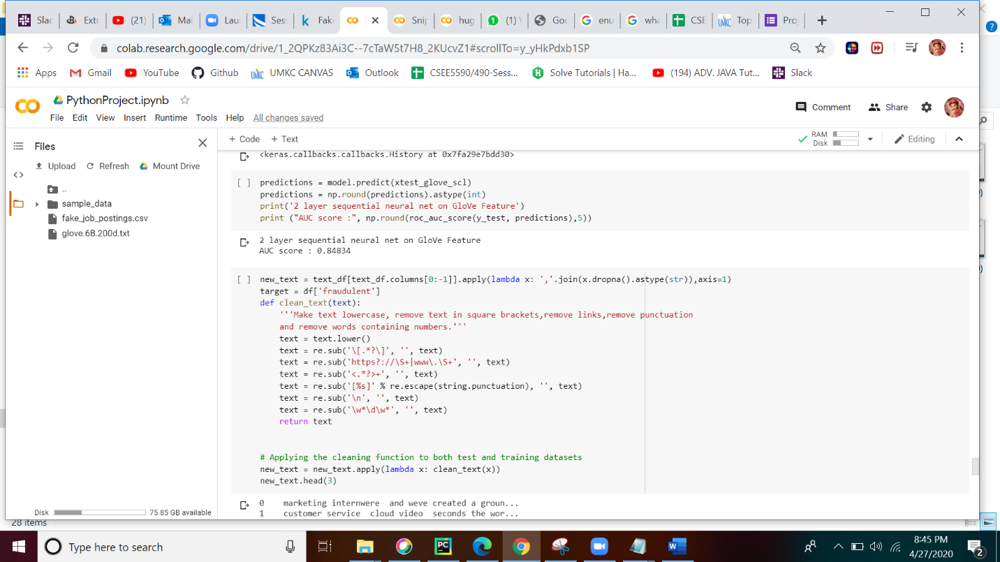 Slac
Extr
(21)
Mai
Lau
Ses
Fake
Snip
hug
(1) \
Goo
enu
wha
CSE
Top
Pro
colab.research.google.com/drive/1_2QPKz83Ai3C--7cTaW5t7H8_2KUcvZ1#scrollTo=y_yHkPdxb1SP
Apps
Gmail
YouTube
Github
UMKC CANVAS
Outlook
CSEE5590/490-Sess...
Solve Tutorials | Ha...
(194) ADV. JAVA Tut...
Slack
PythonProject.ipynb
File Edit View Insert Runtime Tools Help All changes saved
Comment
Share
Files
+ Code + Text
RAM
Disk
Editing
Upload Refresh Mount Drive
..
sample_data
fake_job_postings.csv
glove.6B.200d.txt
<keras.callbacks.callbacks.History at 0x7fa29e7bdd30>
[ ] predictions = model.predict(xtest_glove_scl)
predictions = np.round(predictions).astype(int)
print('2 layer sequential neural net on GloVe Feature')
print ("AUC score :", np.round(roc_auc_score(y_test, predictions),5))
2 layer sequential neural net on GloVe Feature
AUC score : 0.84834
[ ] new_text = text_df[text_df.columns[0:-1]].apply(lambda x: ','.join(x.dropna().astype(str)),axis=1)
target = df['fraudulent']
def clean_text(text):
'''Make text lowercase, remove text in square brackets,remove links,remove punctuation
and remove words containing numbers.'''
text = text.lower()
text = re.sub('\[.*?\]', '', text)
text = re.sub('https?://\S+|www\.\S+', '', text)
text = re.sub('<.*?>+', '', text)
text = re.sub('[%s]' % re.escape(string.punctuation), '', text)
text = re.sub('\n', '', text)
text = re.sub('\w*\d\w*', '', text)
return text
# Applying the cleaning function to both test and training datasets
new_text = new_text.apply(lambda x: clean_text(x))
new_text.head(3)
0 marketing internwere and weve created a groun...
1 customer service cloud video seconds the wor...
Disk
75.85 GB available
28 items
Type here to search
8:45 PM
4/27/2020
2